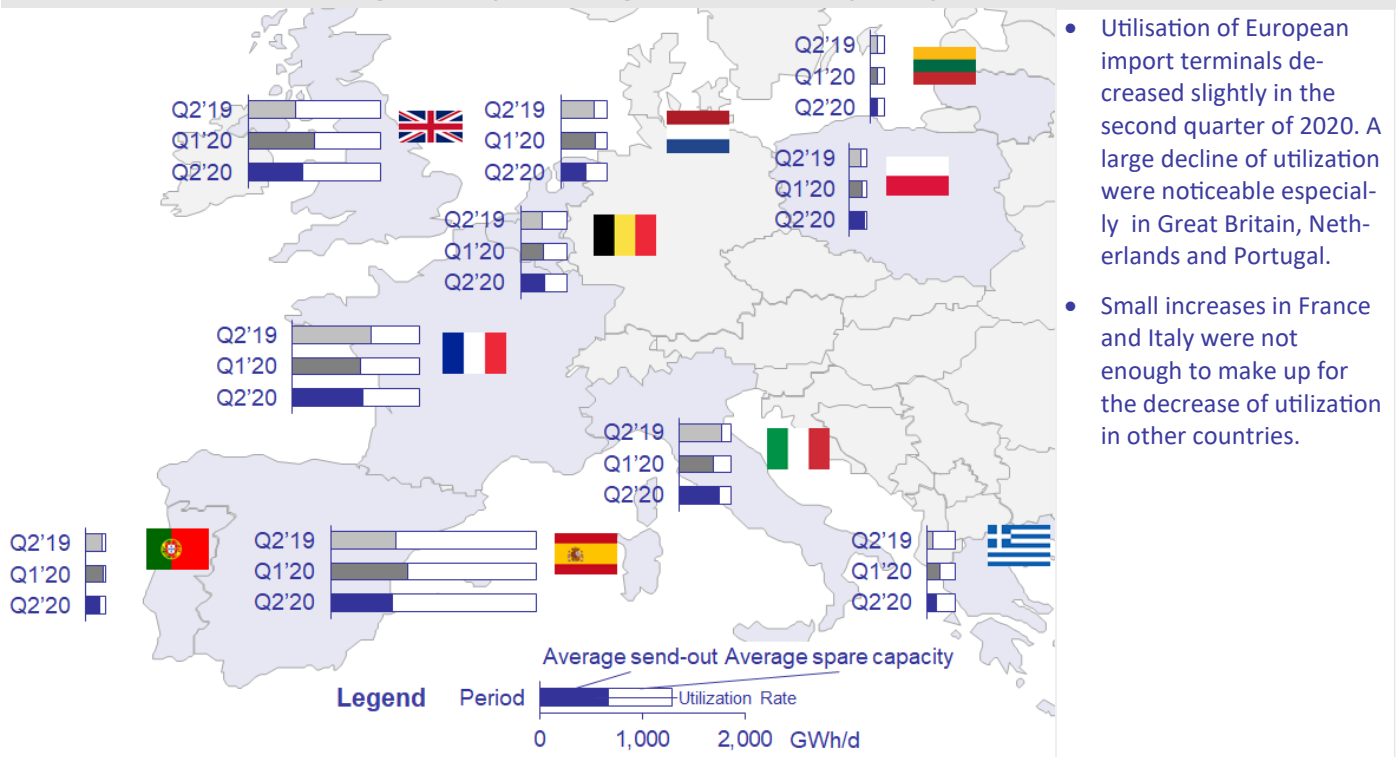 Q2’19
Q1’20
Q2’20
Q2’19
Q1’20
Q2’20
Q2’19
Q1’20
Q2’20
Q2’19
Q1’20
Q2’20
Q2’19
Q1’20
Q2’20
Q2’19
Q1’20
Q2’20
Q2’19
Q1’20
Q2’20
Q2’19
Q1’20
Q2’20
Q2’19
Q1’20
Q2’20
Q2’19
Q1’20
Q2’20
Average send-out Average spare capacity
Legend Period Utilization Rate
0 1,000 2,000 GWh/d
• Utilisation of European
import terminals de-
creased slightly in the
second quarter of 2020. A
large decline of utilization
were noticeable especial-
ly in Great Britain, Neth-
erlands and Portugal.
• Small increases in France
and Italy were not
enough to make up for
the decrease of utilization
in other countries.